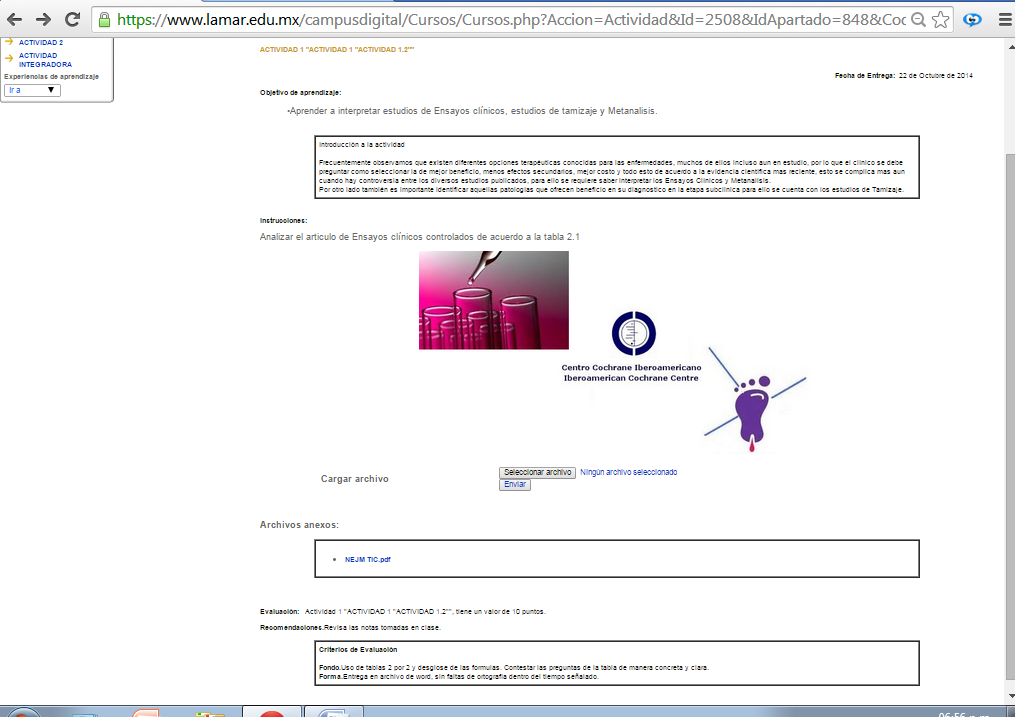 https://www.lamar.edu.mx/campusdigital/Cursos/Cursos.php?Accion=Actividad&Id=2508&IdApartado=848&Coc
ACTIVIDAD 2
ACTIVIDAD
INTEGRADORA
Experiencias de aprendizaje
Ir a
ACTIVIDAD 1 "ACTIVIDAD 1 "ACTIVIDAD 1.2""
Fecha de Entrega: 22 de Octubre de 2014
Objetivo de aprendizaje:
•Aprender a interpretar estudios de Ensayos clínicos, estudios de tamizaje y Metanalisis.
Introducción a la actividad
Frecuentemente observamos que existen diferentes opciones terapéuticas conocidas para las enfermedades, muchos de ellos incluso aun en estudio, por lo que el clínico se debe
preguntar como seleccionar la de mejor beneficio, menos efectos secundarios, mejor costo y todo esto de acuerdo a la evidencia científica mas reciente, esto se complica mas aun
cuando hay controversia entre los diversos estudios publicados, para ello se requiere saber interpretar los Ensayos Clínicos y Metanalisis.
Por otro lado también es importante identificar aquellas patologías que ofrecen beneficio en su diagnostico en la etapa subclínica para ello se cuenta con los estudios de Tamizaje.
Instrucciones:
Analizar el articulo de Ensayos clínicos controlados de acuerdo a la tabla 2.1
Centro Cochrane Iberoamericano
Iberoamerican Cochrane Centre
Cargar archivo
Seleccionar archivo Ningún archivo seleccionado
Enviar
Archivos anexos:
NEJM TIC.pdf
Evaluación: Actividad 1 "ACTIVIDAD 1 "ACTIVIDAD 1.2"", tiene un valor de 10 puntos.
Recomendaciones.Revisa las notas tomadas en clase.
Criterios de Evaluación
Fondo.Uso de tablas 2 por 2 y desglose de las formulas. Contestar las preguntas de la tabla de manera concreta y clara.
Forma.Entrega en archivo de word, sin faltas de ortografía dentro del tiempo señalado.
06:56 p.m.